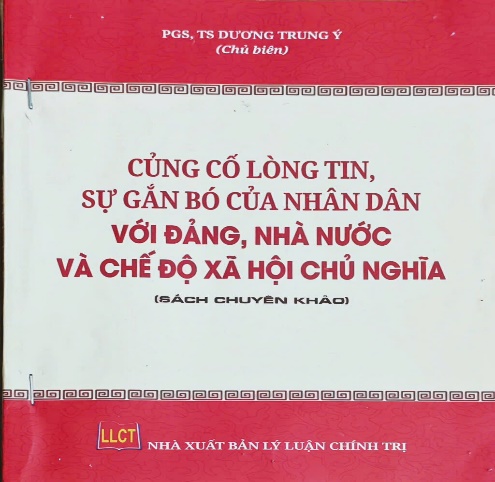 PGS, TS DƯƠNG TRUNG Ý
(Chủ biên)
CỦNG CỐ LÒNG TIN,
SỰ GẮN BÓ CỦA NHÂN DÂN
VỚI ĐẢNG, NHÀ NƯỚC
VÀ CHẾ ĐỘ XÃ HỘI CHỦ NGHĨA
(SÁCH CHUYÊN KHẢO)
LLCT NHÀ XUẤT BẢN LÝ LUẬN CHÍNH TRỊ